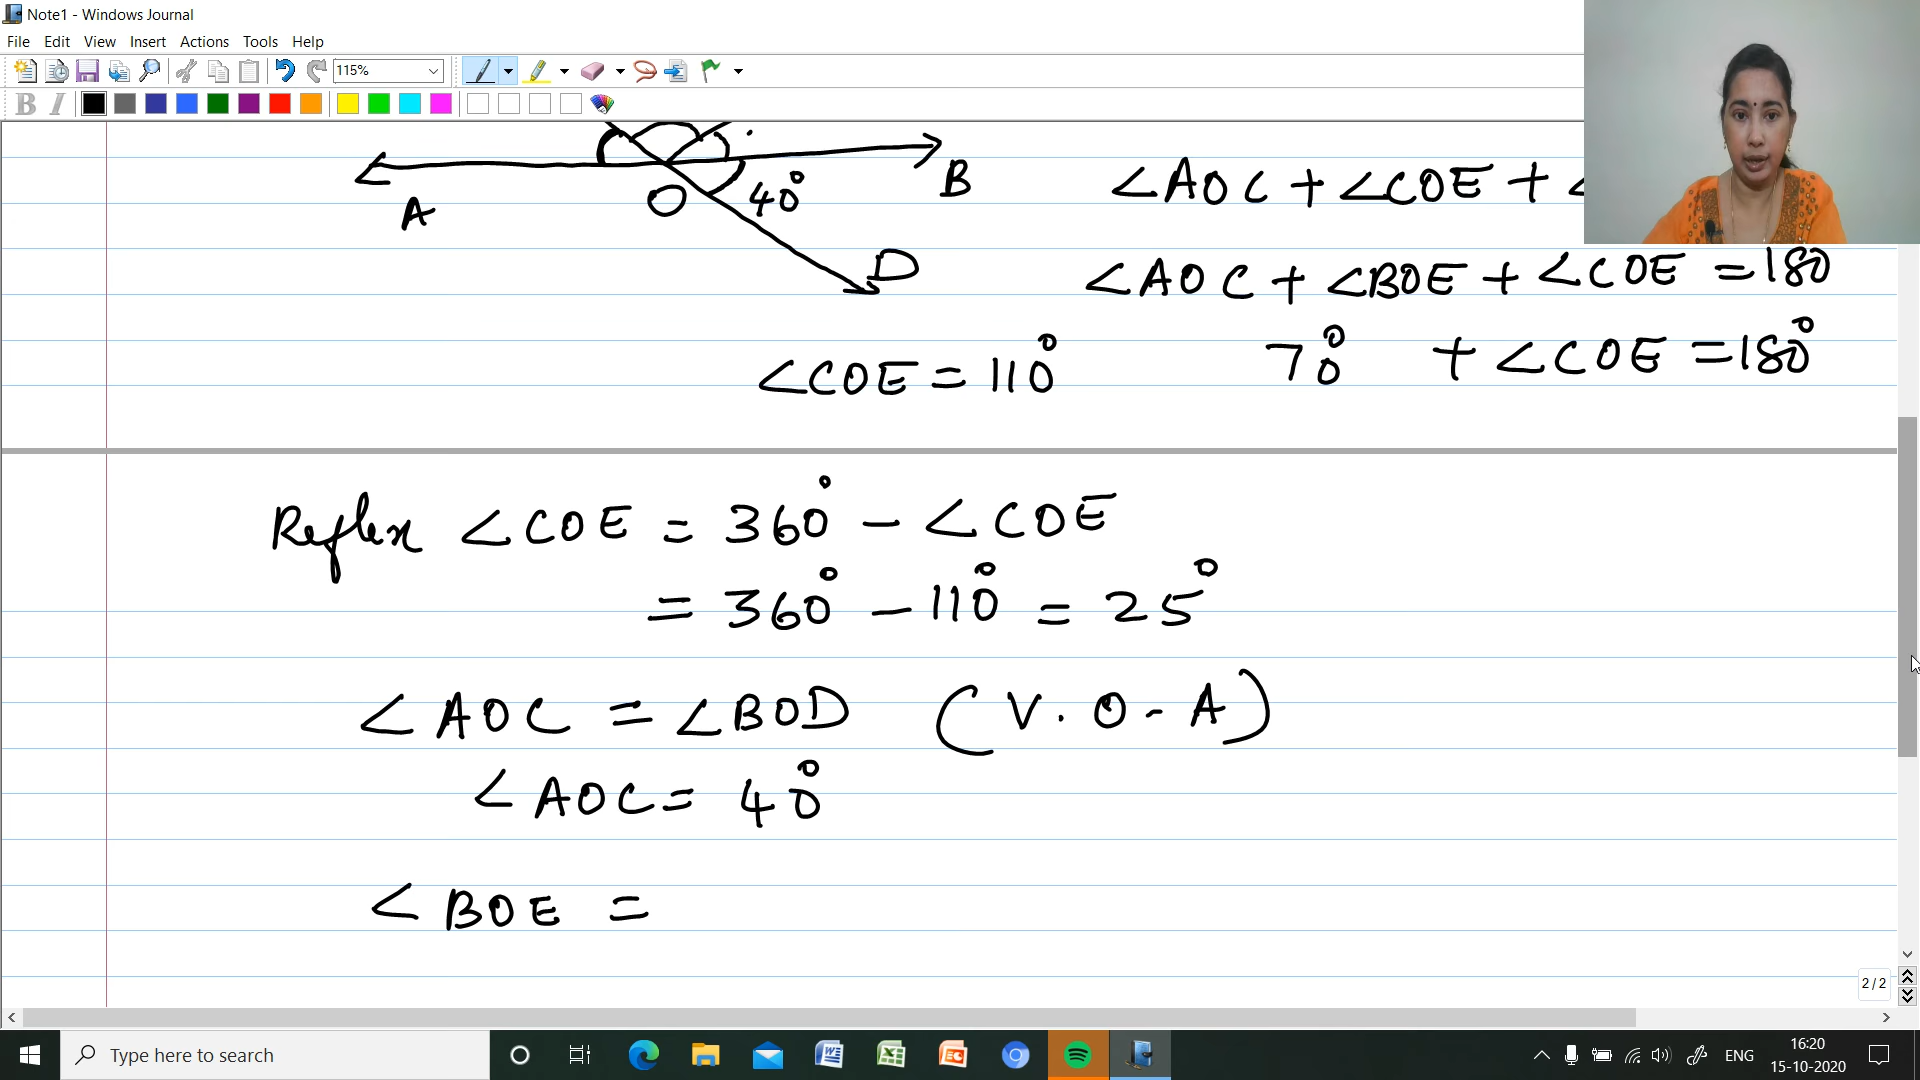 Note1 - Windows Journal
File Edit View Insert Actions Tools Help
115%
B I
A O 40° B
D
∠AOC + ∠COE + ∠
∠AOC + ∠BOE + ∠COE = 180
70° + ∠COE = 180°
∠COE = 110°
Reflex ∠COE = 360° - ∠COE
= 360° - 110° = 25°
∠AOC = ∠BOD (V.O-A)
∠AOC = 40°
∠BOE =
2 / 2
Type here to search
ENG
16:20
15-10-2020